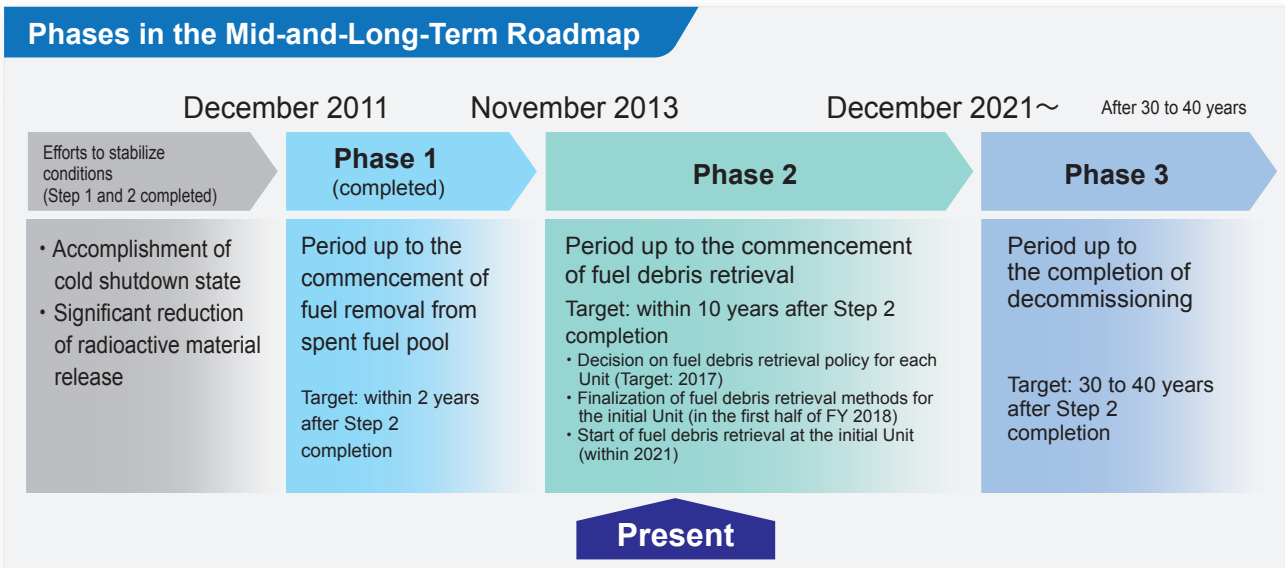 Phases in the Mid-and-Long-Term Roadmap
December 2011
November 2013
December 2021～
After 30 to 40 years
Efforts to stabilize
conditions
(Step 1 and 2 completed)
・Accomplishment of
cold shutdown state
・Significant reduction
of radioactive material
release
Phase 1
(completed)
Period up to the
commencement of
fuel removal from
spent fuel pool
Target: within 2 years
after Step 2
completion
Phase 2
Period up to the commencement
of fuel debris retrieval
Target: within 10 years after Step 2
completion
・Decision on fuel debris retrieval policy for each
Unit (Target: 2017)
・Finalization of fuel debris retrieval methods for
the initial Unit (in the first half of FY 2018)
・Start of fuel debris retrieval at the initial Unit
(within 2021)
Phase 3
Period up to
the completion of
decommissioning
Target: 30 to 40 years
after Step 2
completion
Present